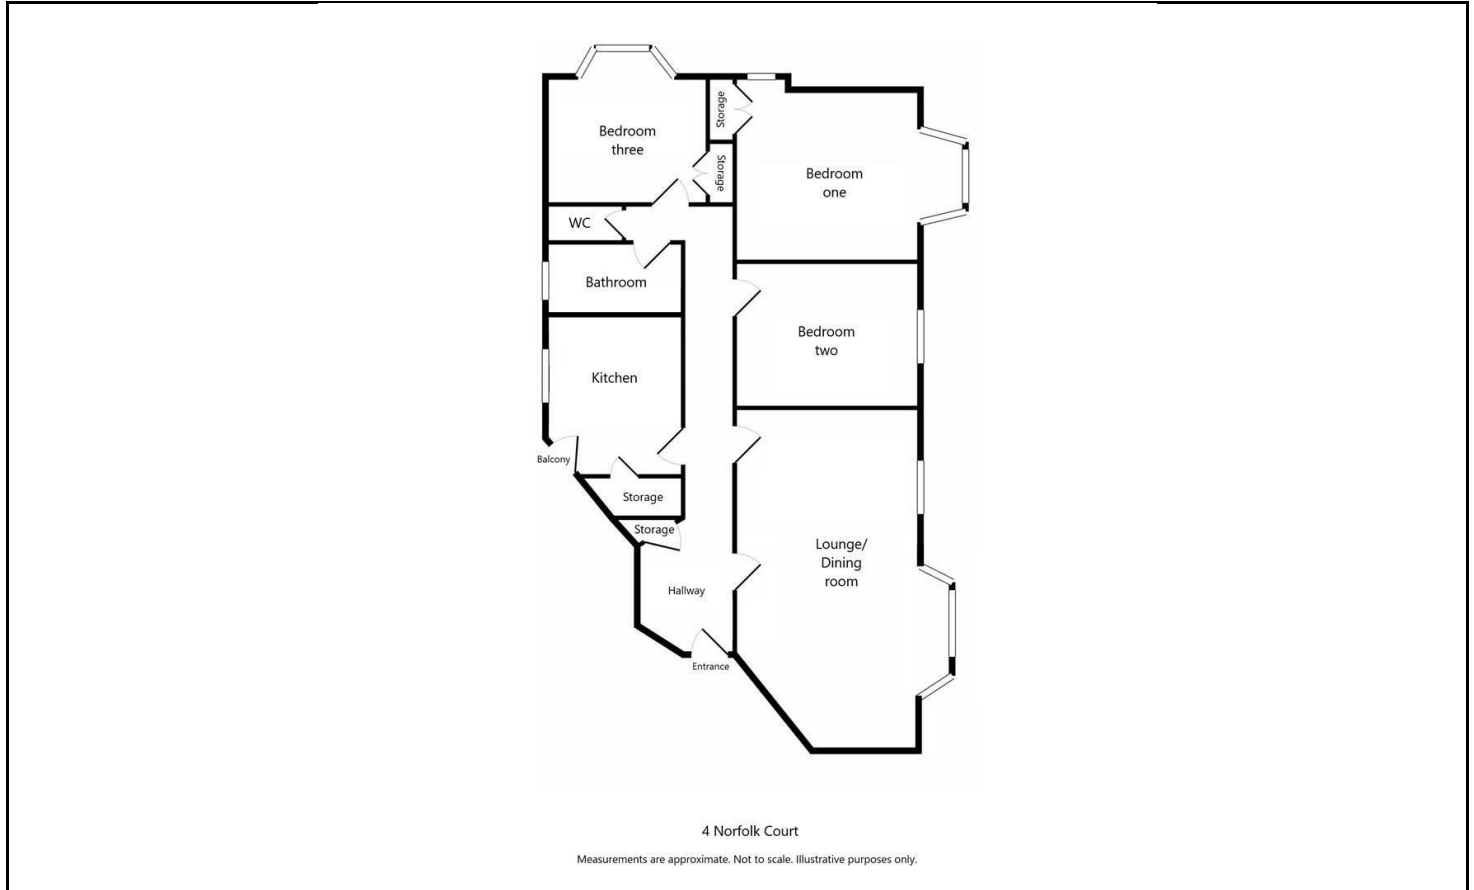 Storage
Bedroom
three
Storage
Bedroom
one
WC
Bathroom
Bedroom
two
Kitchen
Balcony
Storage
Storage
Lounge/
Dining
room
Hallway
Entrance
4 Norfolk Court
Measurements are approximate. Not to scale. Illustrative purposes only.